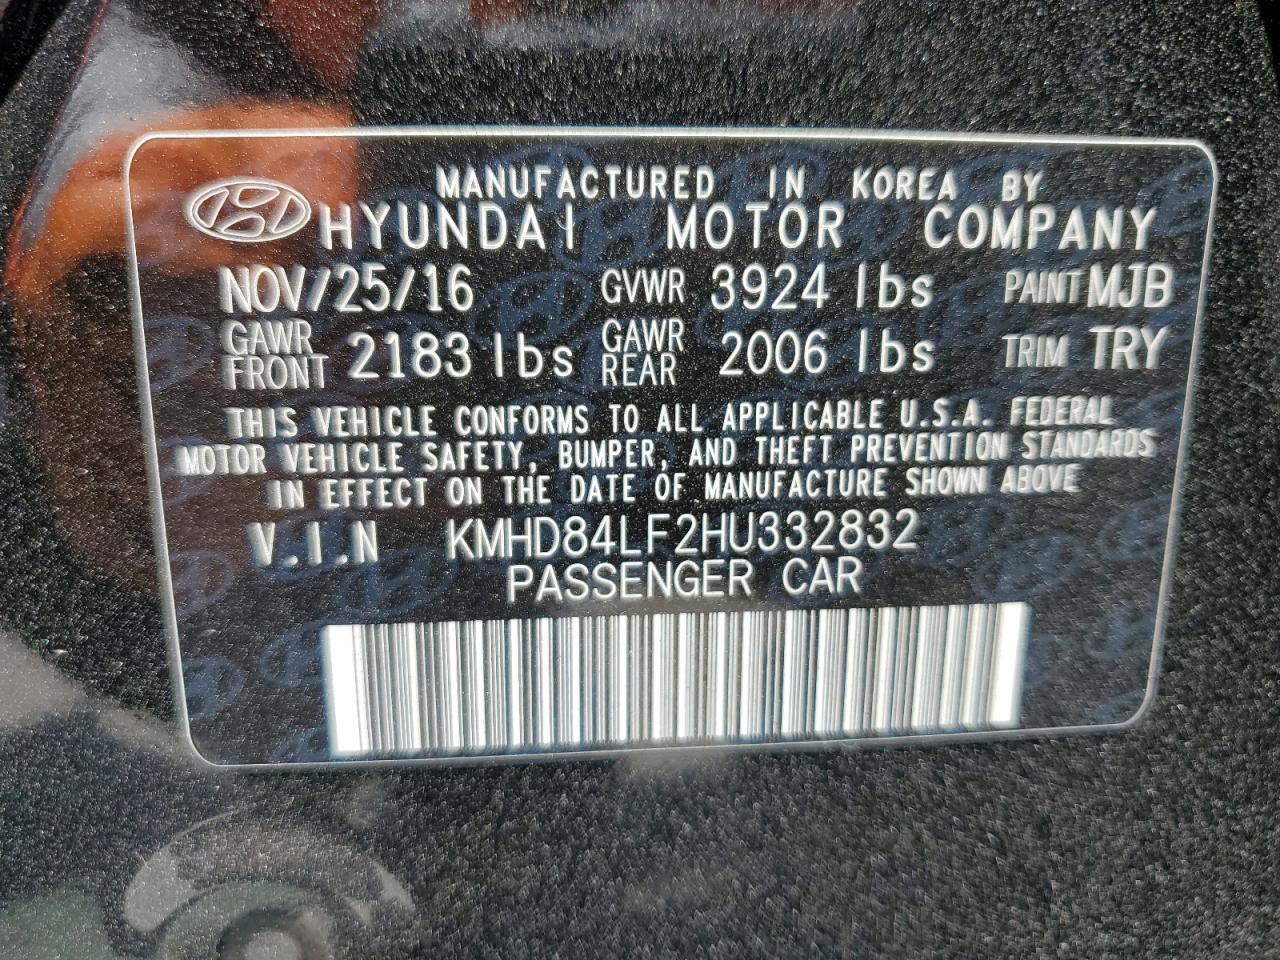 MANUFACTURED IN KOREA BY
HYUNDAI MOTOR COMPANY
NOV/25/16 GVWR 3924 lbs PAINT MJB
GAWR FRONT 2183 lbs GAWR REAR 2006 lbs TRIM TRY
THIS VEHICLE CONFORMS TO ALL APPLICABLE U.S.A. FEDERAL
MOTOR VEHICLE SAFETY, BUMPER, AND THEFT PREVENTION STANDARDS
IN EFFECT ON THE DATE OF MANUFACTURE SHOWN ABOVE
V.I.N KMHD84LF2HU332832
PASSENGER CAR